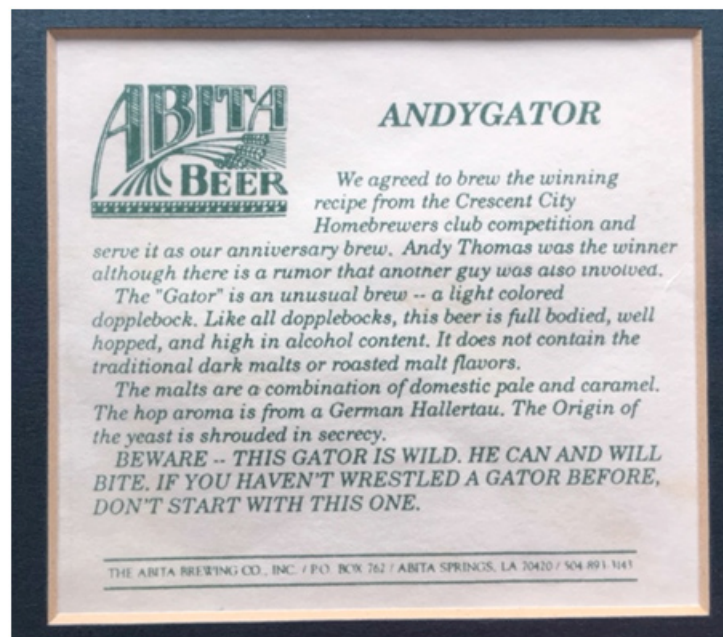 ABITA
BEER
ANDYGATOR
We agreed to brew the winning
recipe from the Crescent City
Homebrewers club competition and
serve it as our anniversary brew. Andy Thomas was the winner
although there is a rumor that another guy was also involved.
The "Gator" is an unusual brew -- a light colored
dopplebock. Like all dopplebocks, this beer is full bodied, well
hopped, and high in alcohol content. It does not contain the
traditional dark malts or roasted malt flavors.
The malts are a combination of domestic pale and caramel.
The hop aroma is from a German Hallertau. The Origin of
the yeast is shrouded in secrecy.
BEWARE -- THIS GATOR IS WILD. HE CAN AND WILL
BITE. IF YOU HAVEN'T WRESTLED A GATOR BEFORE,
DON'T START WITH THIS ONE.
THE ABITA BREWING CO., INC. / P.O. BOX 762 / ABITA SPRINGS, LA 70420 / 504-893-3143